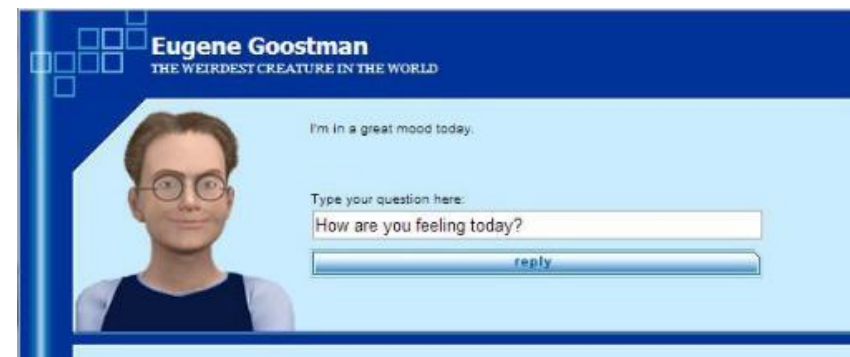 Eugene Goostman
THE WEIRDEST CREATURE IN THE WORLD
I'm in a great mood today.
Type your question here:
How are you feeling today?
reply